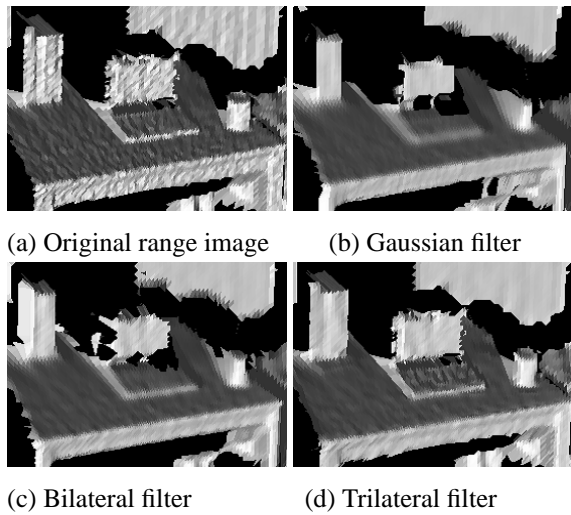 (a) Original range image
(b) Gaussian filter
(c) Bilateral filter
(d) Trilateral filter